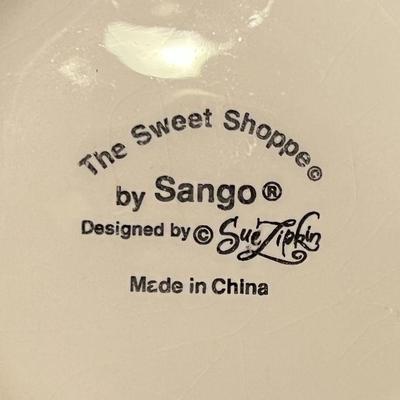 The Sweet Shoppe©
by Sango®
Designed by © Sue Zipkin
Made in China